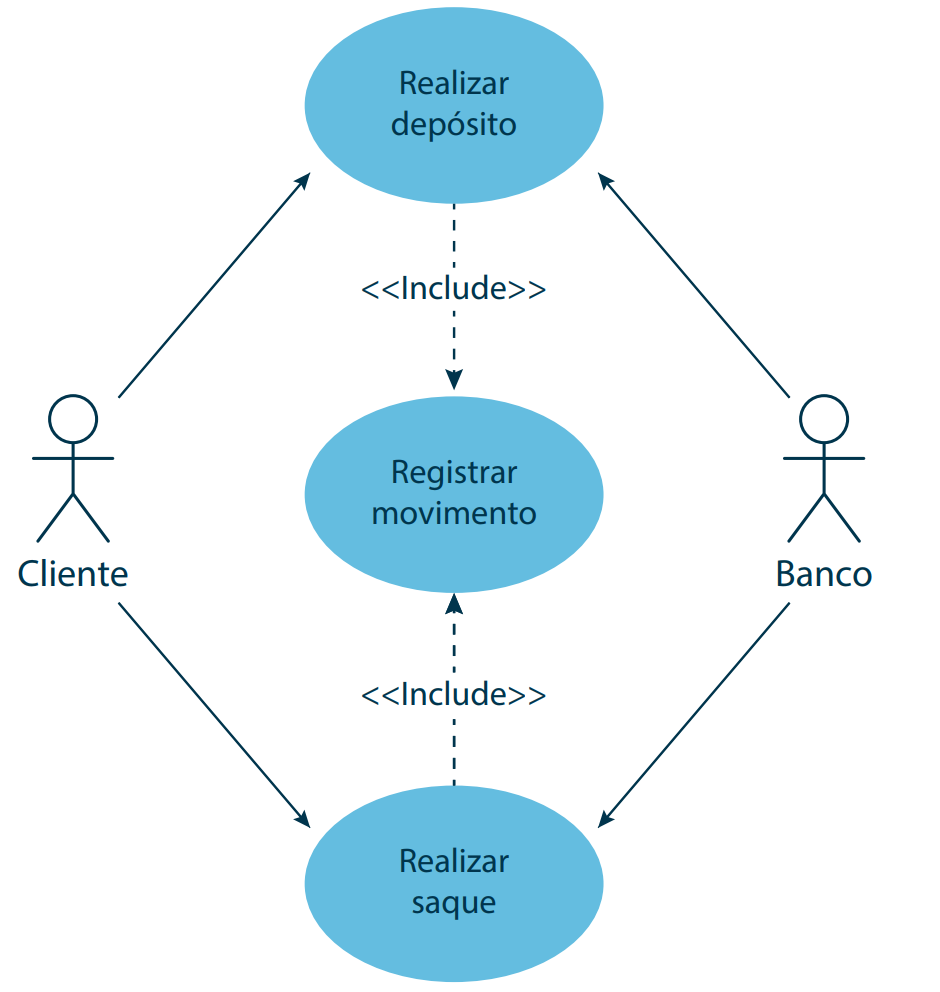 Realizar
depósito
<<Include>>
Registrar
movimento
Cliente
Banco
<<Include>>
Realizar
saque